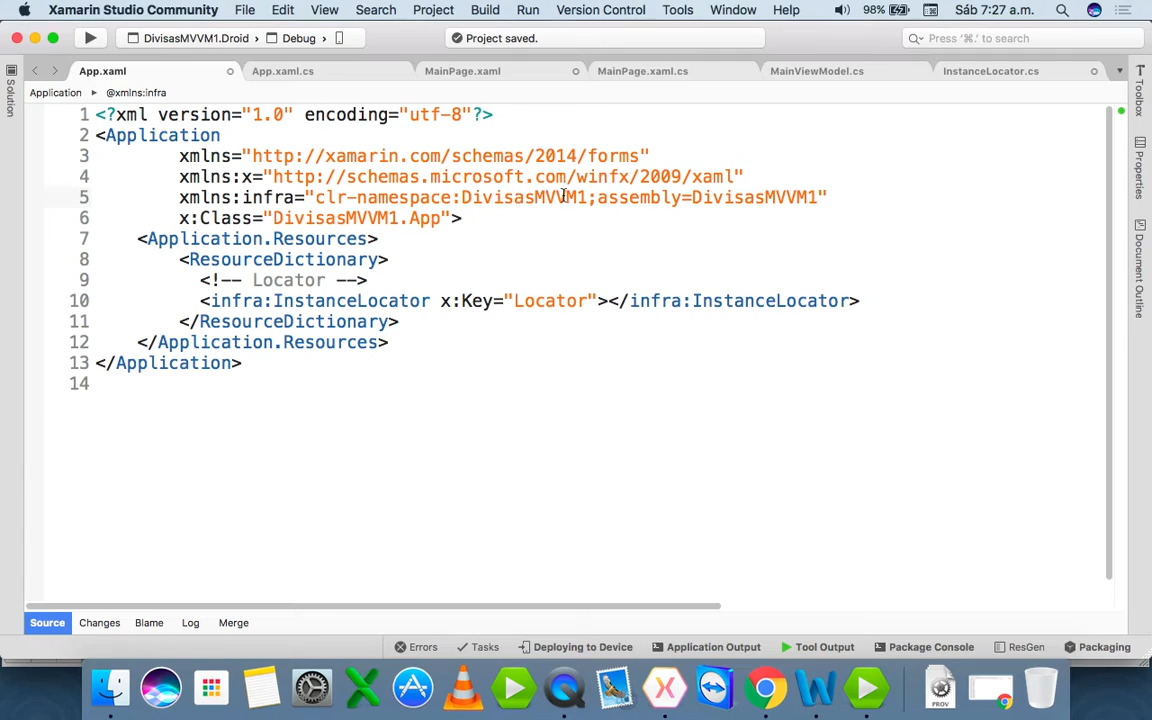 Xamarin Studio Community File Edit View Search Project Build Run Version Control Tools Window Help 98% Sáb 7:27 a.m.
DivisasMVVM1.Droid > Debug > Project saved. Press '⌘.' to search
App.xaml App.xaml.cs MainPage.xaml MainPage.xaml.cs MainViewModel.cs InstanceLocator.cs
Application @xmlns:infra
1 <?xml version="1.0" encoding="utf-8"?>
2 <Application
3 xmlns="http://xamarin.com/schemas/2014/forms"
4 xmlns:x="http://schemas.microsoft.com/winfx/2009/xaml"
5 xmlns:infra="clr-namespace:DivisasMVVM1;assembly=DivisasMVVM1"
6 x:Class="DivisasMVVM1.App">
7 <Application.Resources>
8 <ResourceDictionary>
9 <!-- Locator -->
10 <infra:InstanceLocator x:Key="Locator"></infra:InstanceLocator>
11 </ResourceDictionary>
12 </Application.Resources>
13 </Application>
14
Solution
Toolbox
Properties
Document Outline
Source Changes Blame Log Merge
Errors Tasks Deploying to Device Application Output Tool Output Package Console ResGen Packaging
PROV